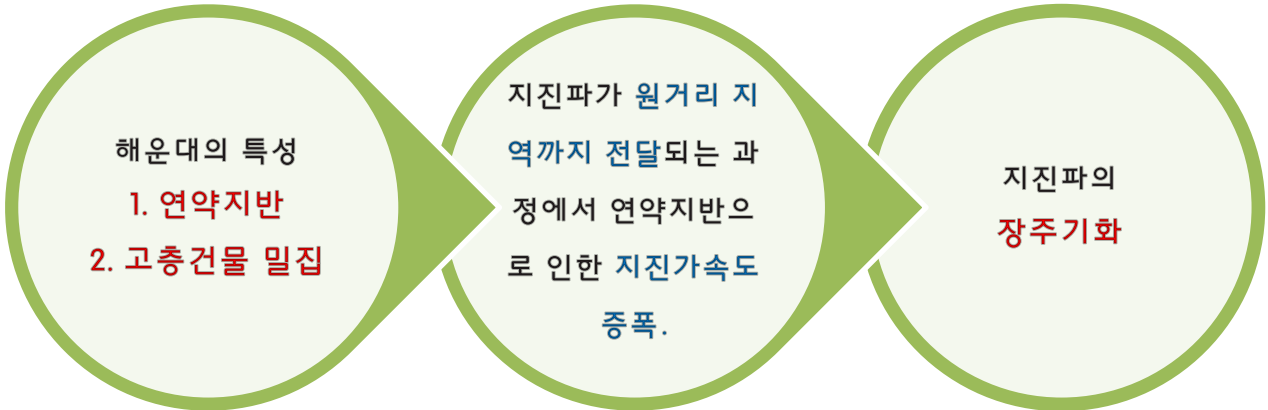 해운대의 특성
1. 연약지반
2. 고층건물 밀집
지진파가 원거리 지
역까지 전달되는 과
정에서 연약지반으
로 인한 지진가속도
증폭.
지진파의
장주기화